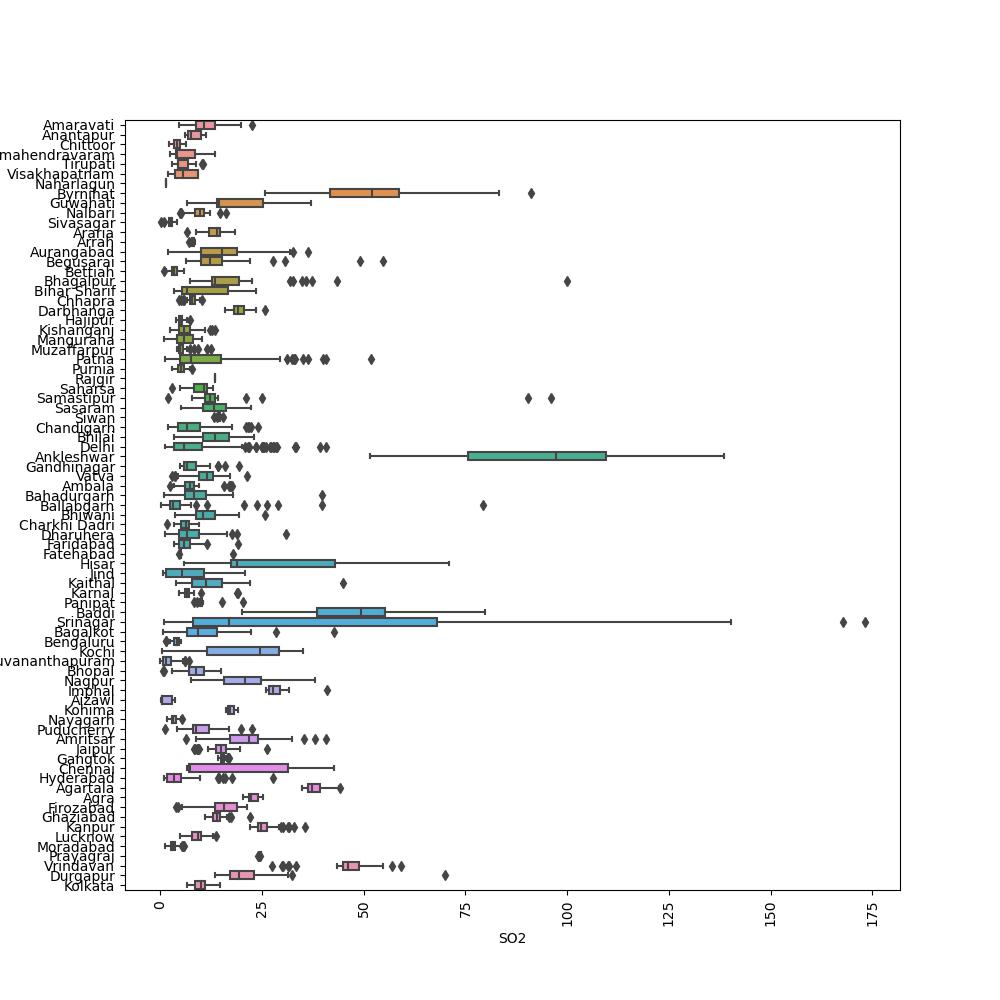 Amaravati
Anantapur
Chittoor
mahendravaram
Tirupati
Visakhapatnam
Naharlagun
Byrnihat
Guwahati
Nalbari
Sivasagar
Araria
Arrah
Aurangabad
Begusarai
Bettiah
Bhagalpur
Bihar Sharif
Chhapra
Darbhanga
Hajipur
Kishanganj
Manguraha
Muzaffarpur
Patna
Purnia
Rajgir
Saharsa
Samastipur
Sasaram
Siwan
Chandigarh
Bhilai
Delhi
Ankleshwar
Gandhinagar
Vatva
Ambala
Bahadurgarh
Ballabgarh
Bhiwani
Charkhi Dadri
Dharuhera
Faridabad
Fatehabad
Hisar
Jind
Kaithal
Karnal
Panipat
Baddi
Srinagar
Bagalkot
Bengaluru
Kochi
uvananthapuram
Bhopal
Nagpur
Imphal
Aizawl
Kohima
Nayagarh
Puducherry
Amritsar
Jaipur
Gangtok
Chennai
Hyderabad
Agartala
Agra
Firozabad
Ghaziabad
Kanpur
Lucknow
Moradabad
Prayagraj
Vrindavan
Durgapur
Kolkata
0 25 50 75 100 125 150 175
SO2